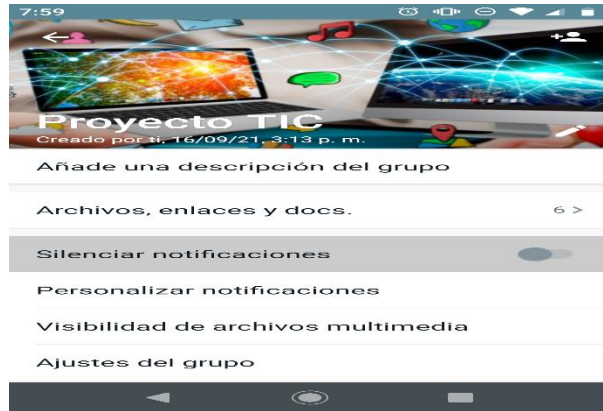 7:59
Proyecto TIC
Creado por ti, 16/09/21, 3:13 p. m.
Añade una descripción del grupo
Archivos, enlaces y docs. 6 >
Silenciar notificaciones
Personalizar notificaciones
Visibilidad de archivos multimedia
Ajustes del grupo